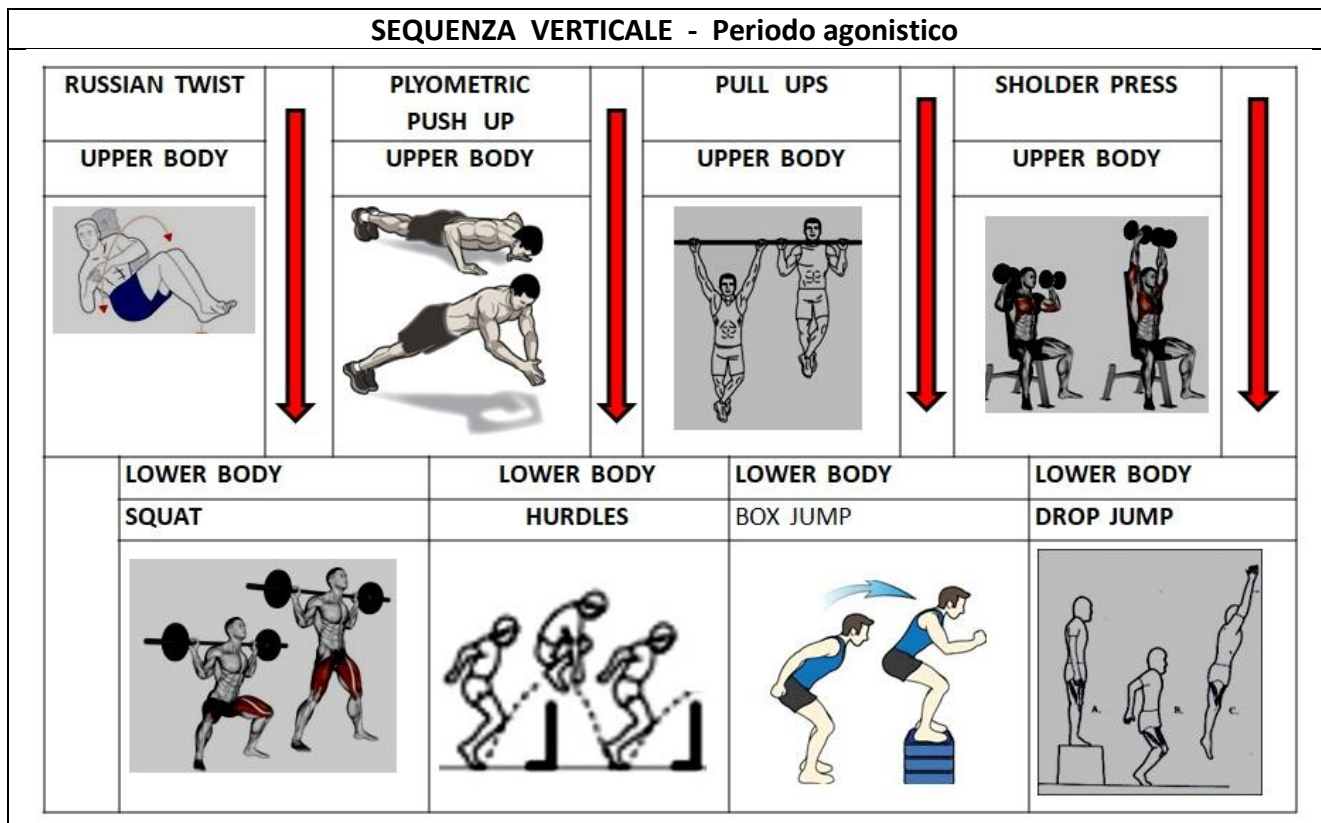 SEQUENZA VERTICALE - Periodo agonistico
RUSSIAN TWIST
PLYOMETRIC
PUSH UP
PULL UPS
SHOLDER PRESS
UPPER BODY
UPPER BODY
UPPER BODY
UPPER BODY
LOWER BODY
LOWER BODY
LOWER BODY
LOWER BODY
SQUAT
HURDLES
BOX JUMP
DROP JUMP
A.
B.
C.